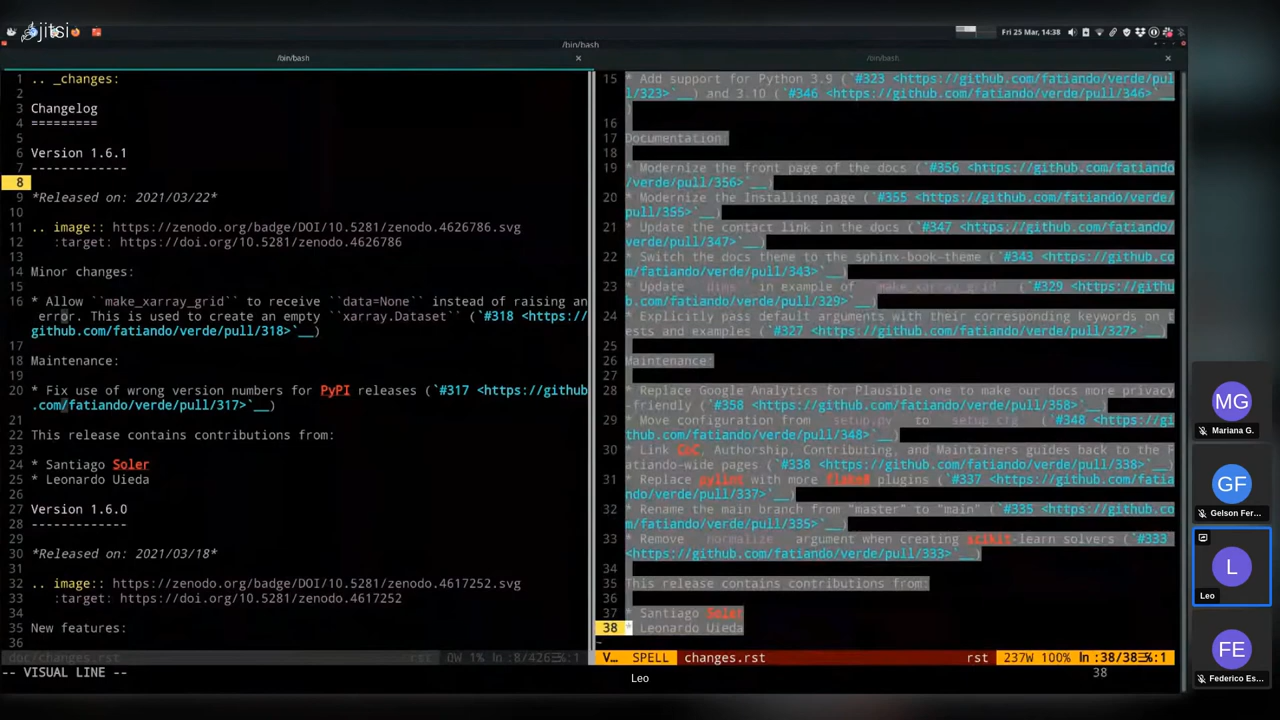 jitsi
Fri 25 Mar, 14:38
/bin/bash
/bin/bash
/bin/bash
1 .. _changes:
2
3 Changelog
4 =========
5
6 Version 1.6.1
7 -------------
8
9 *Released on: 2021/03/22*
10
11 .. image:: https://zenodo.org/badge/DOI/10.5281/zenodo.4626786.svg
12 :target: https://doi.org/10.5281/zenodo.4626786
13
14 Minor changes:
15
16 * Allow ``make_xarray_grid`` to receive ``data=None`` instead of raising an
error. This is used to create an empty ``xarray.Dataset`` (`#318 <https://
github.com/fatiando/verde/pull/318>`__)
17
18 Maintenance:
19
20 * Fix use of wrong version numbers for PyPI releases (`#317 <https://github
.com/fatiando/verde/pull/317>`__)
21
22 This release contains contributions from:
23
24 * Santiago Soler
25 * Leonardo Uieda
26
27 Version 1.6.0
28 -------------
29
30 *Released on: 2021/03/18*
31
32 .. image:: https://zenodo.org/badge/DOI/10.5281/zenodo.4617252.svg
33 :target: https://doi.org/10.5281/zenodo.4617252
34
35 New features:
36
doc/changes.rst rst 0W 1% ln :8/426☰℅:1
-- VISUAL LINE --
15 * Add support for Python 3.9 (`#323 <https://github.com/fatiando/verde/pul
l/323>`__) and 3.10 (`#346 <https://github.com/fatiando/verde/pull/346>`__
)
16
17 Documentation:
18
19 * Modernize the front page of the docs (`#356 <https://github.com/fatiando
/verde/pull/356>`__)
20 * Modernize the Installing page (`#355 <https://github.com/fatiando/verde/
pull/355>`__)
21 * Update the contact link in the docs (`#347 <https://github.com/fatiando/
verde/pull/347>`__)
22 * Switch the docs theme to the sphinx-book-theme (`#343 <https://github.co
m/fatiando/verde/pull/343>`__)
23 * Update ``dims`` in example of ``make_xarray_grid`` (`#329 <https://githu
b.com/fatiando/verde/pull/329>`__)
24 * Explicitly pass default arguments with their corresponding keywords on t
ests and examples (`#327 <https://github.com/fatiando/verde/pull/327>`__)
25
26 Maintenance:
27
28 * Replace Google Analytics for Plausible one to make our docs more privacy
-friendly (`#358 <https://github.com/fatiando/verde/pull/358>`__)
29 * Move configuration from ``setup.py`` to ``setup.cfg`` (`#348 <https://gi
thub.com/fatiando/verde/pull/348>`__)
30 * Link CoC, Authorship, Contributing, and Maintainers guides back to the F
atiando-wide pages (`#338 <https://github.com/fatiando/verde/pull/338>`__)
31 * Replace pylint with more flake8 plugins (`#337 <https://github.com/fatia
ndo/verde/pull/337>`__)
32 * Rename the main branch from "master" to "main" (`#335 <https://github.co
m/fatiando/verde/pull/335>`__)
33 * Remove ``normalize`` argument when creating scikit-learn solvers (`#333
<https://github.com/fatiando/verde/pull/333>`__)
34
35 This release contains contributions from:
36
37 * Santiago Soler
38 * Leonardo Uieda
~
V... SPELL changes.rst rst 237W 100% ln :38/38☰℅:1
38
Leo
MG
Mariana G.
GF
Gelson Fer...
L
Leo
FE
Federico Es...